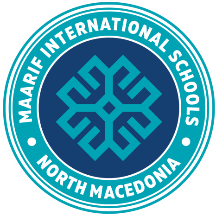 MAARIF INTERNATIONAL SCHOOLS
NORTH MACEDONIA